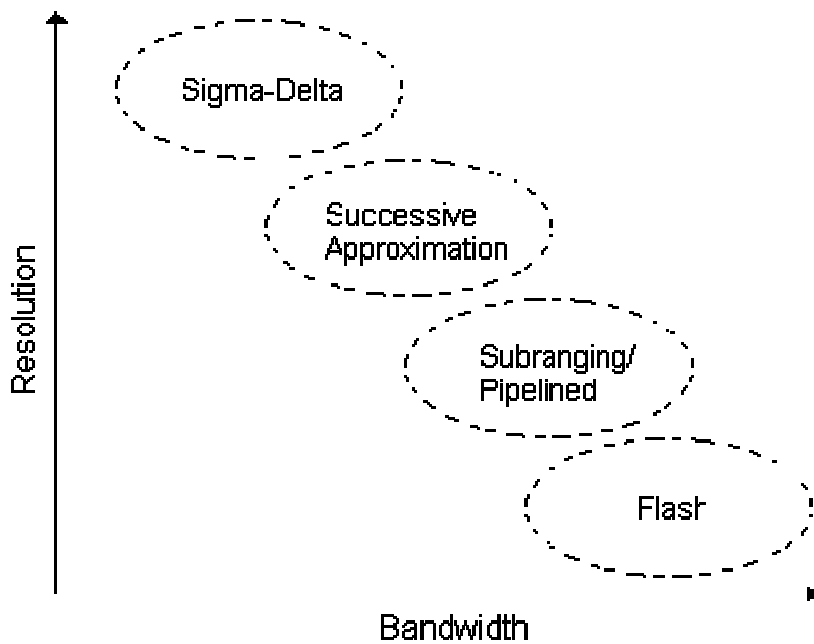 Sigma-Delta
Successive
Approximation
Resolution
Subranging/
Pipelined
Flash
Bandwidth